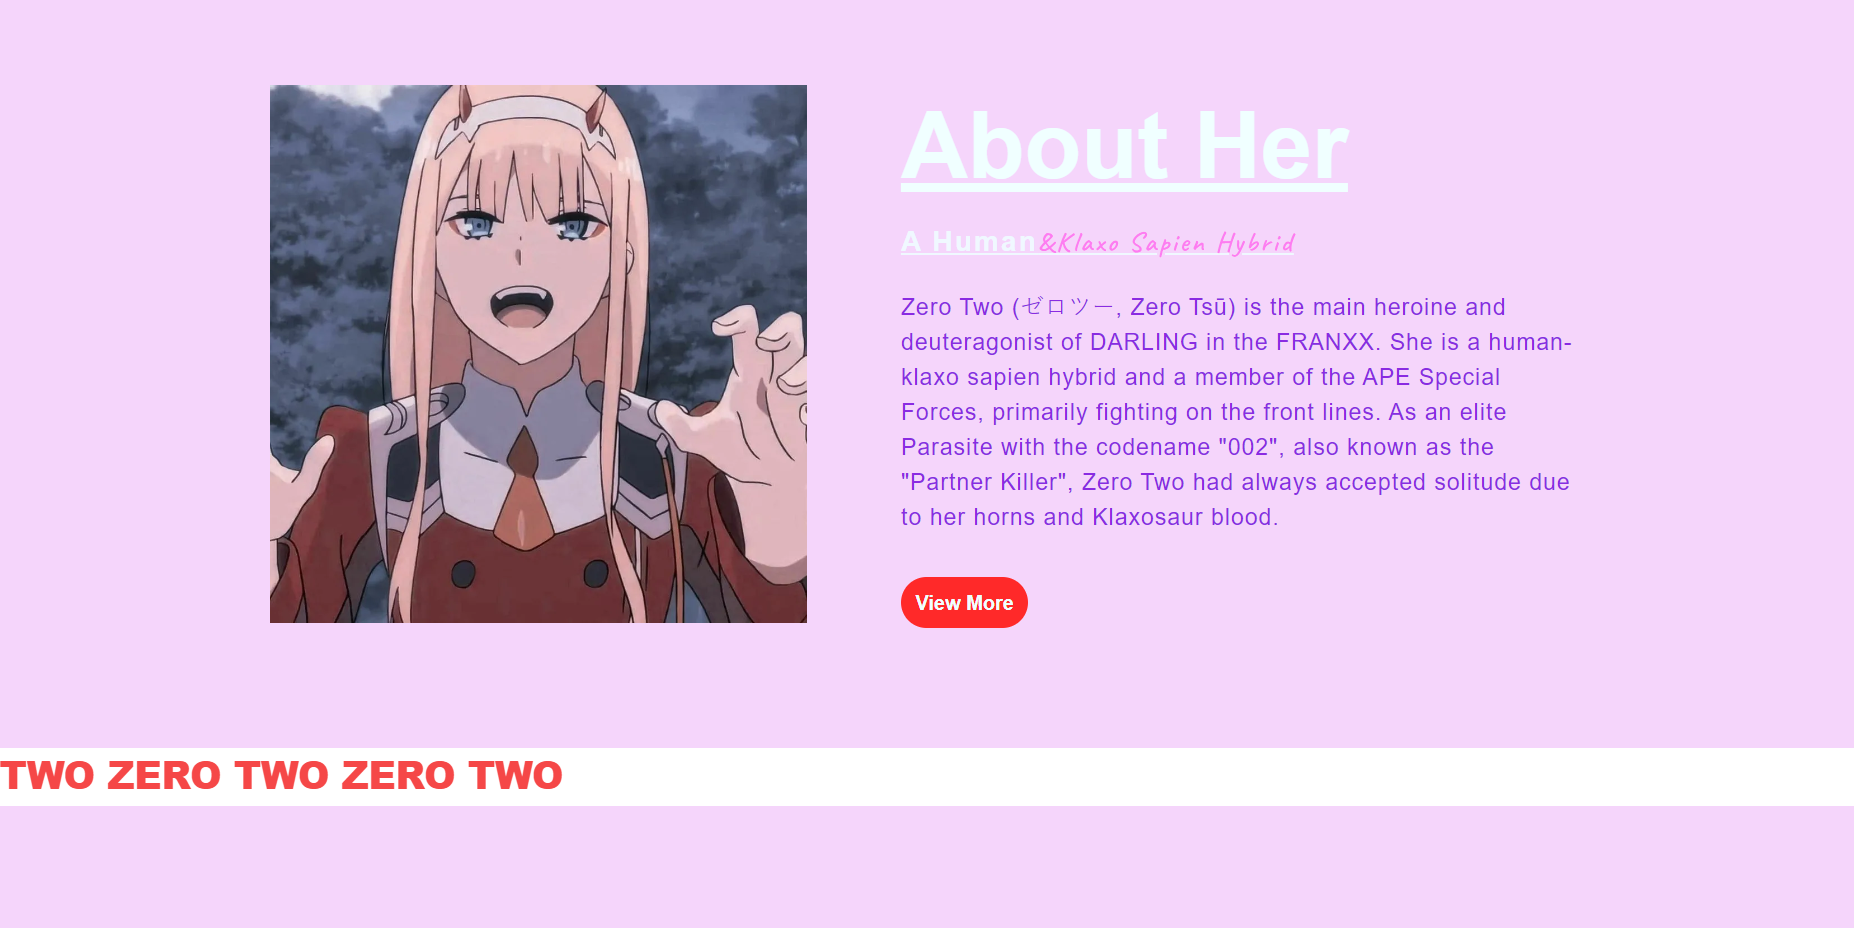 About Her
A Human&Klaxo Sapien Hybrid
Zero Two (ゼロツー, Zero Tsū) is the main heroine and
deuteragonist of DARLING in the FRANXX. She is a human-
klaxo sapien hybrid and a member of the APE Special
Forces, primarily fighting on the front lines. As an elite
Parasite with the codename "002", also known as the
"Partner Killer", Zero Two had always accepted solitude due
to her horns and Klaxosaur blood.
View More
TWO ZERO TWO ZERO TWO